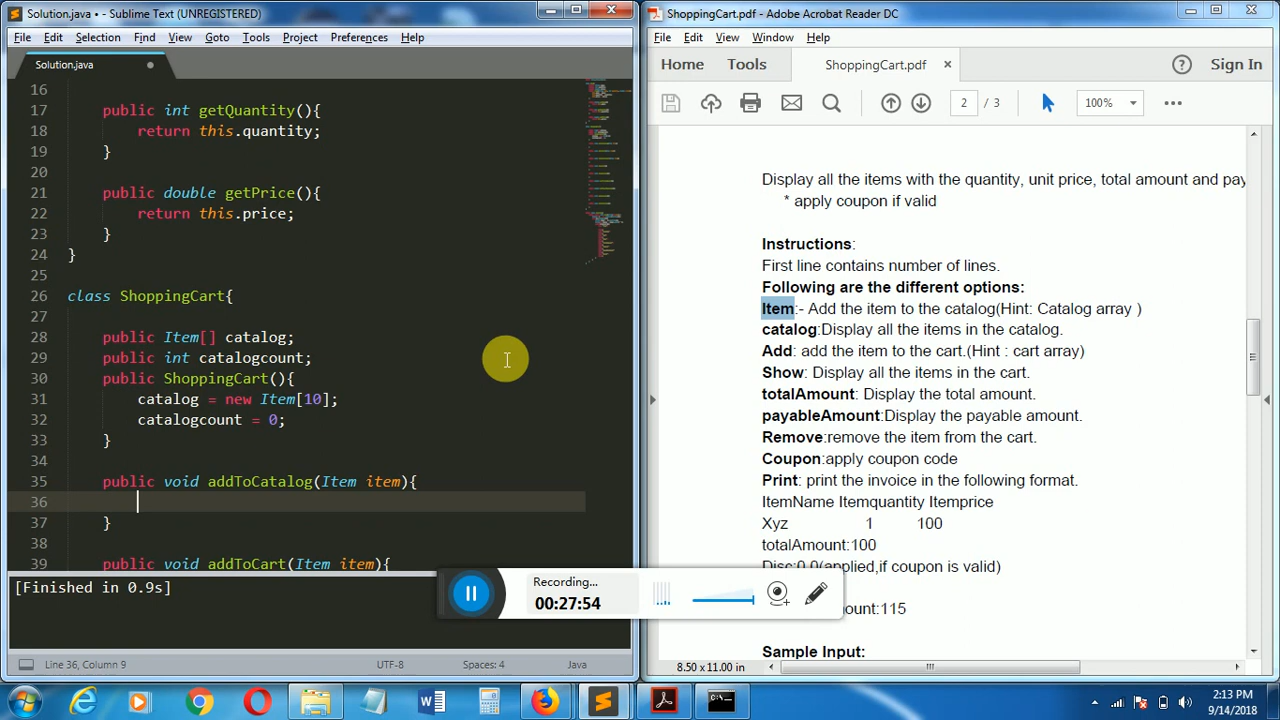 Solution.java • - Sublime Text (UNREGISTERED)
File Edit Selection Find View Goto Tools Project Preferences Help
Solution.java
16
17 public int getQuantity(){
18 return this.quantity;
19 }
20
21 public double getPrice(){
22 return this.price;
23 }
24 }
25
26 class ShoppingCart{
27
28 public Item[] catalog;
29 public int catalogcount;
30 public ShoppingCart(){
31 catalog = new Item[10];
32 catalogcount = 0;
33 }
34
35 public void addToCatalog(Item item){
36
37 }
38
39 public void addToCart(Item item){
[Finished in 0.9s]
Line 36, Column 9 UTF-8 Spaces: 4 Java
ShoppingCart.pdf - Adobe Acrobat Reader DC
File Edit View Window Help
Home Tools ShoppingCart.pdf × ? Sign In
2 / 3 100%
Display all the items with the quantity, unit price, total amount and pay
* apply coupon if valid
Instructions:
First line contains number of lines.
Following are the different options:
Item:- Add the item to the catalog(Hint: Catalog array )
catalog:Display all the items in the catalog.
Add: add the item to the cart.(Hint : cart array)
Show: Display all the items in the cart.
totalAmount: Display the total amount.
payableAmount:Display the payable amount.
Remove:remove the item from the cart.
Coupon:apply coupon code
Print: print the invoice in the following format.
ItemName Itemquantity Itemprice
Xyz 1 100
totalAmount:100
Disc:0.0(applied,if coupon is valid)
ount:115
Sample Input:
8.50 x 11.00 in
Recording...
00:27:54
2:13 PM
9/14/2018